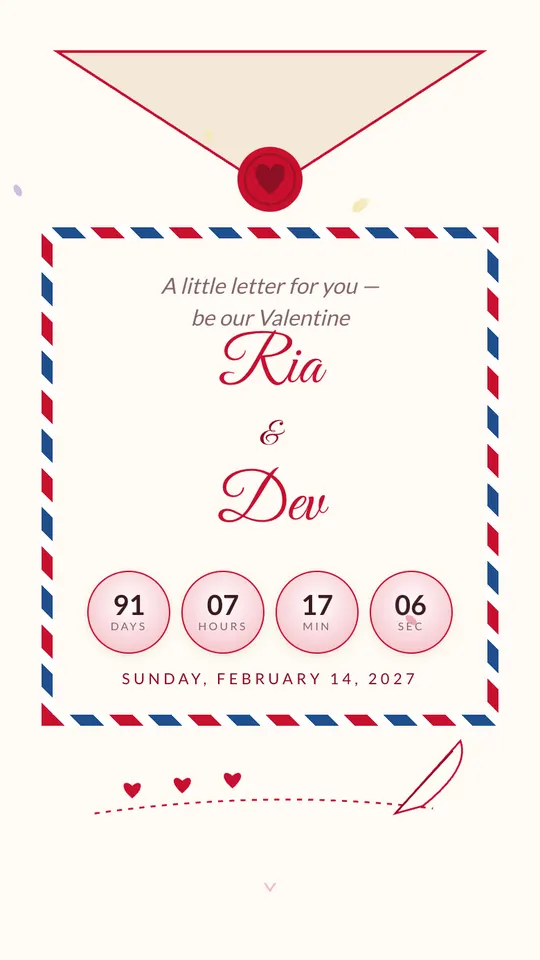 A little letter for you —
be our Valentine
Ria
&
Dev
91 07 17 06
DAYS HOURS MIN SEC
SUNDAY, FEBRUARY 14, 2027